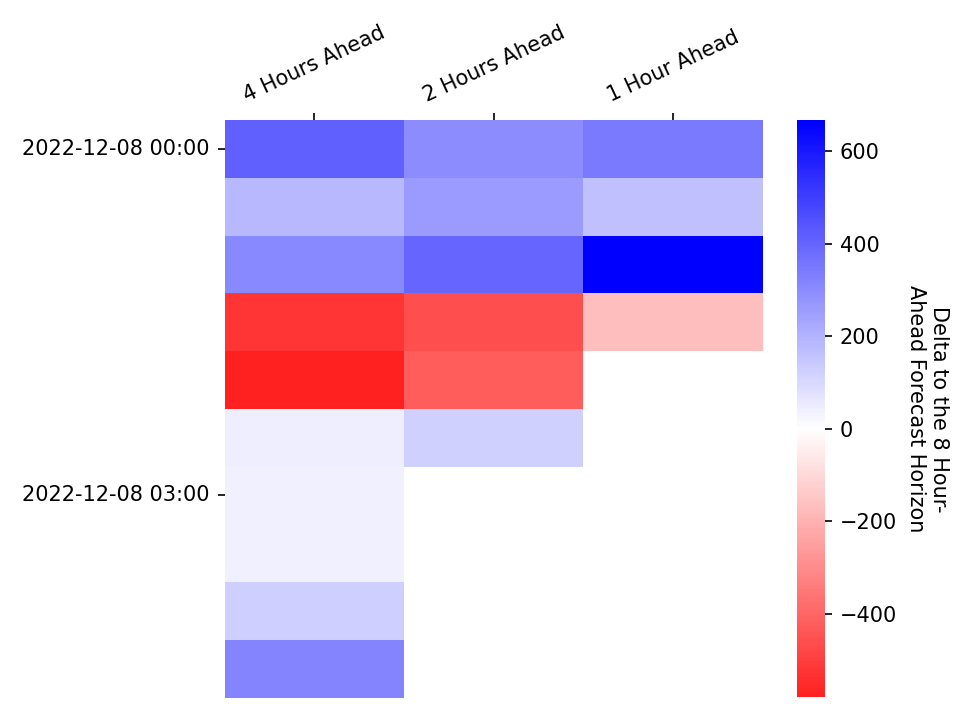 4 Hours Ahead
2 Hours Ahead
1 Hour Ahead
2022-12-08 00:00
2022-12-08 03:00
600
400
200
0
−200
−400
Delta to the 8 Hour-
Ahead Forecast Horizon